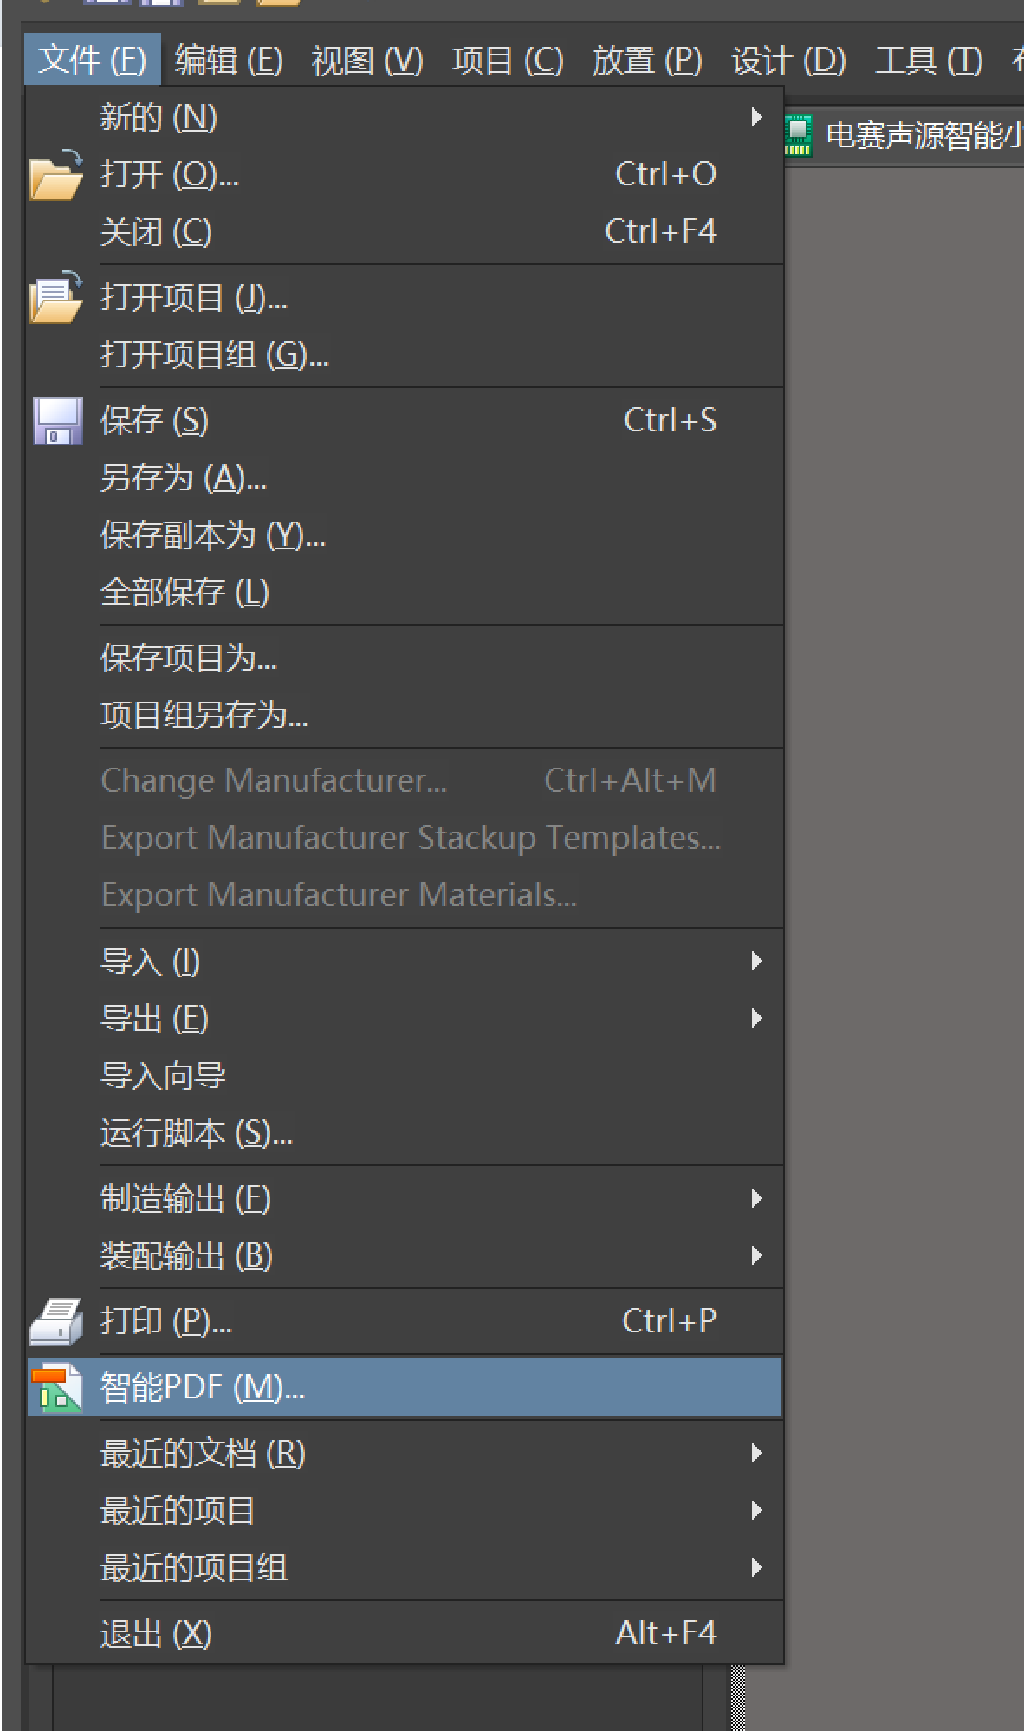 文件 (F) 编辑 (E) 视图 (V) 项目 (C) 放置 (P) 设计 (D) 工具 (T)
新的 (N)
电赛声源智能小
打开 (O)... Ctrl+O
关闭 (C) Ctrl+F4
打开项目 (J)...
打开项目组 (G)...
保存 (S) Ctrl+S
另存为 (A)...
保存副本为 (Y)...
全部保存 (L)
保存项目为...
项目组另存为...
Change Manufacturer... Ctrl+Alt+M
Export Manufacturer Stackup Templates...
Export Manufacturer Materials...
导入 (I)
导出 (E)
导入向导
运行脚本 (S)...
制造输出 (F)
装配输出 (B)
打印 (P)... Ctrl+P
智能PDF (M)...
最近的文档 (R)
最近的项目
最近的项目组
退出 (X) Alt+F4